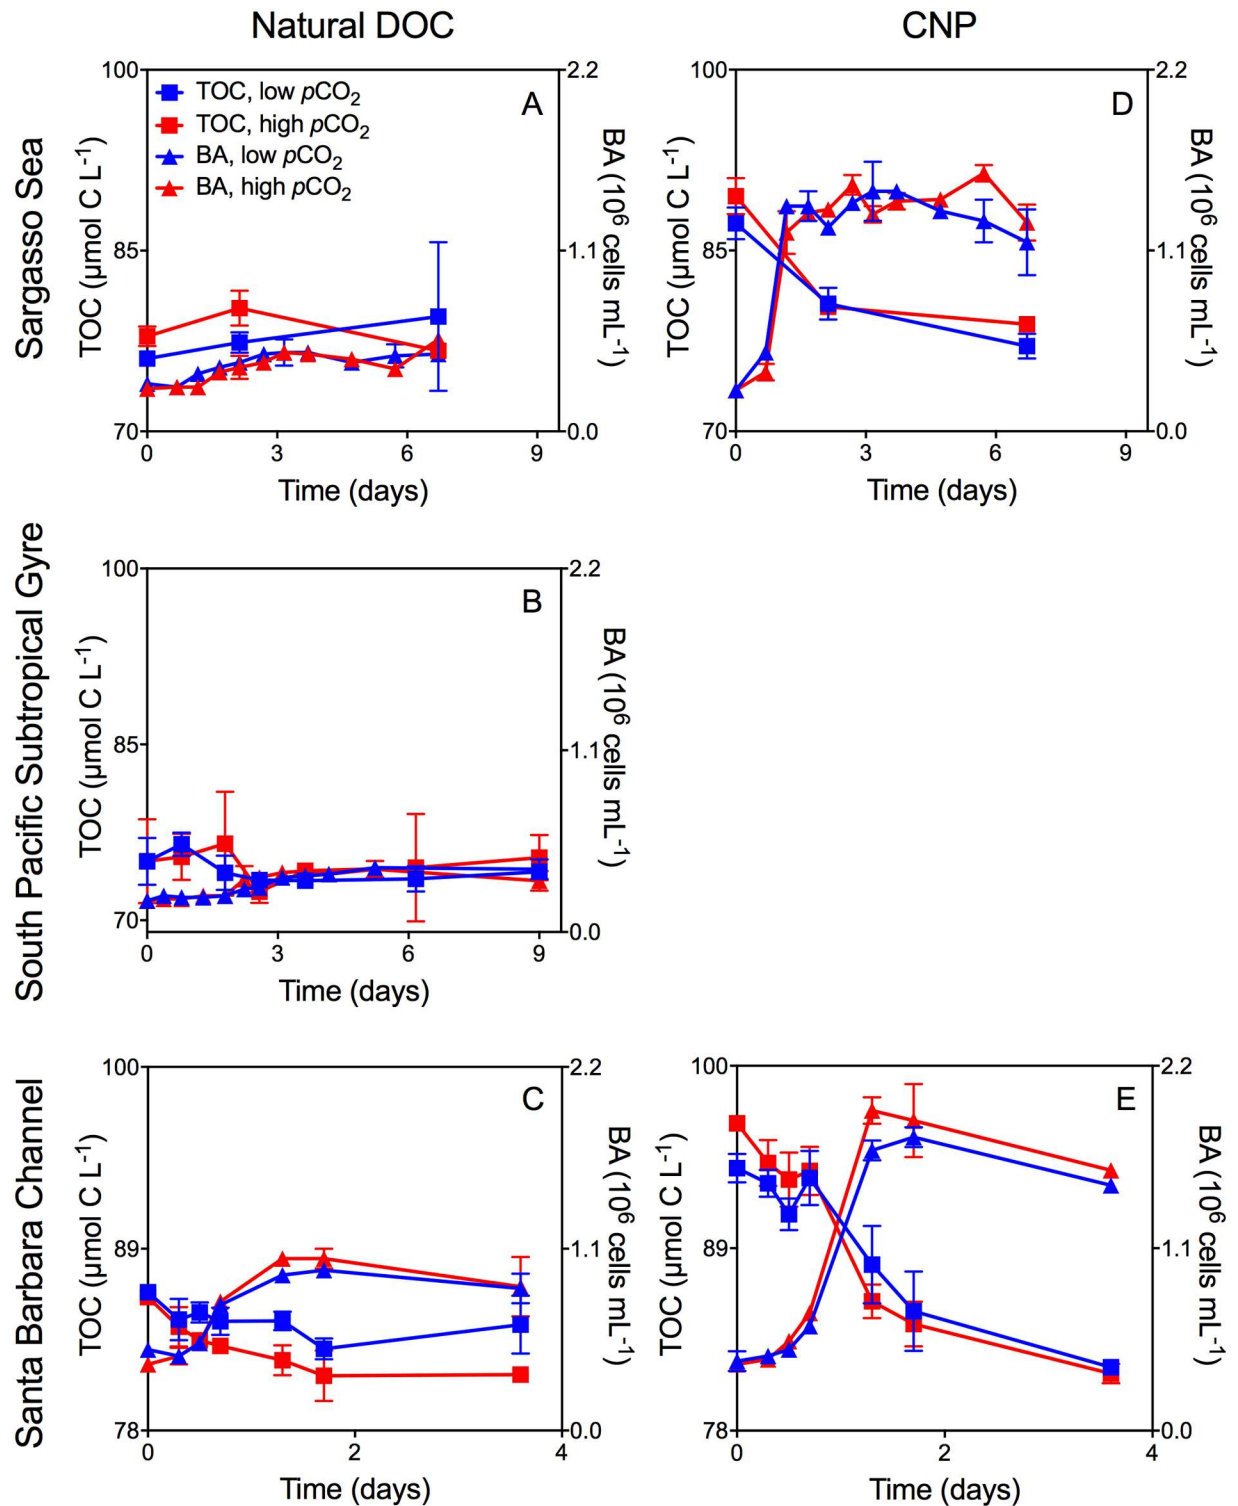 Natural DOC
CNP
Sargasso Sea
TOC (µmol C L-1)
100
85
70
TOC, low pCO2
TOC, high pCO2
BA, low pCO2
BA, high pCO2
A
2.2
1.1
0.0
BA (106 cells mL-1)
0 3 6 9
Time (days)
TOC (µmol C L-1)
100
85
70
D
2.2
1.1
0.0
BA (106 cells mL-1)
0 3 6 9
Time (days)
South Pacific Subtropical Gyre
TOC (µmol C L-1)
100
85
70
B
2.2
1.1
0.0
BA (106 cells mL-1)
0 3 6 9
Time (days)
Santa Barbara Channel
TOC (µmol C L-1)
100
89
78
C
2.2
1.1
0.0
BA (106 cells mL-1)
0 2 4
Time (days)
TOC (µmol C L-1)
100
89
78
E
2.2
1.1
0.0
BA (106 cells mL-1)
0 2 4
Time (days)